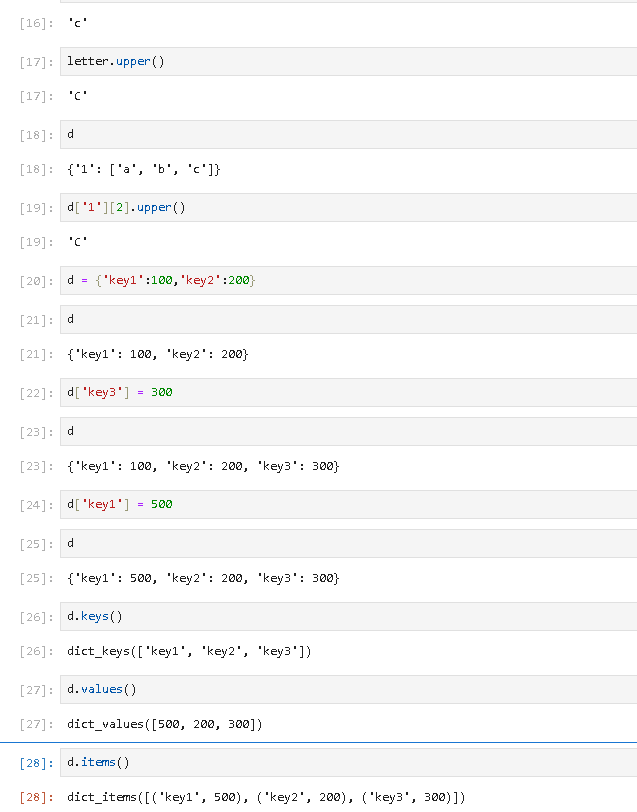 [16]: 'c'
[17]: letter.upper()
[17]: 'C'
[18]: d
[18]: {'1': ['a', 'b', 'c']}
[19]: d['1'][2].upper()
[19]: 'C'
[20]: d = {'key1':100,'key2':200}
[21]: d
[21]: {'key1': 100, 'key2': 200}
[22]: d['key3'] = 300
[23]: d
[23]: {'key1': 100, 'key2': 200, 'key3': 300}
[24]: d['key1'] = 500
[25]: d
[25]: {'key1': 500, 'key2': 200, 'key3': 300}
[26]: d.keys()
[26]: dict_keys(['key1', 'key2', 'key3'])
[27]: d.values()
[27]: dict_values([500, 200, 300])
[28]: d.items()
[28]: dict_items([('key1', 500), ('key2', 200), ('key3', 300)])